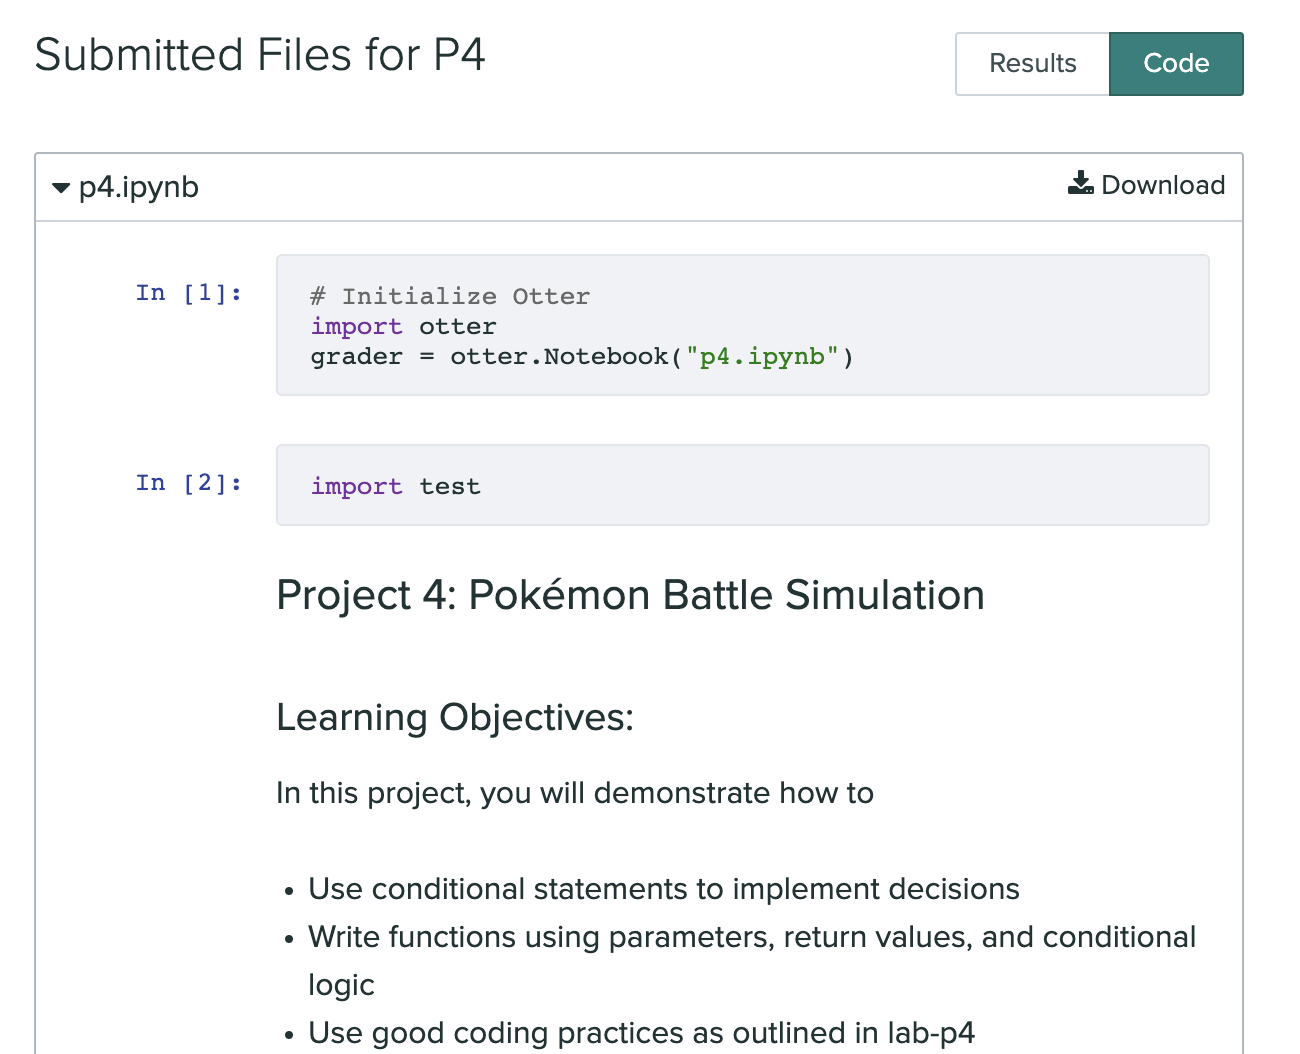 Submitted Files for P4
Results
Code
p4.ipynb
Download
In [1]:
# Initialize Otter
import otter
grader = otter.Notebook("p4.ipynb")
In [2]:
import test
Project 4: Pokémon Battle Simulation
Learning Objectives:
In this project, you will demonstrate how to
• Use conditional statements to implement decisions
• Write functions using parameters, return values, and conditional
logic
• Use good coding practices as outlined in lab-p4